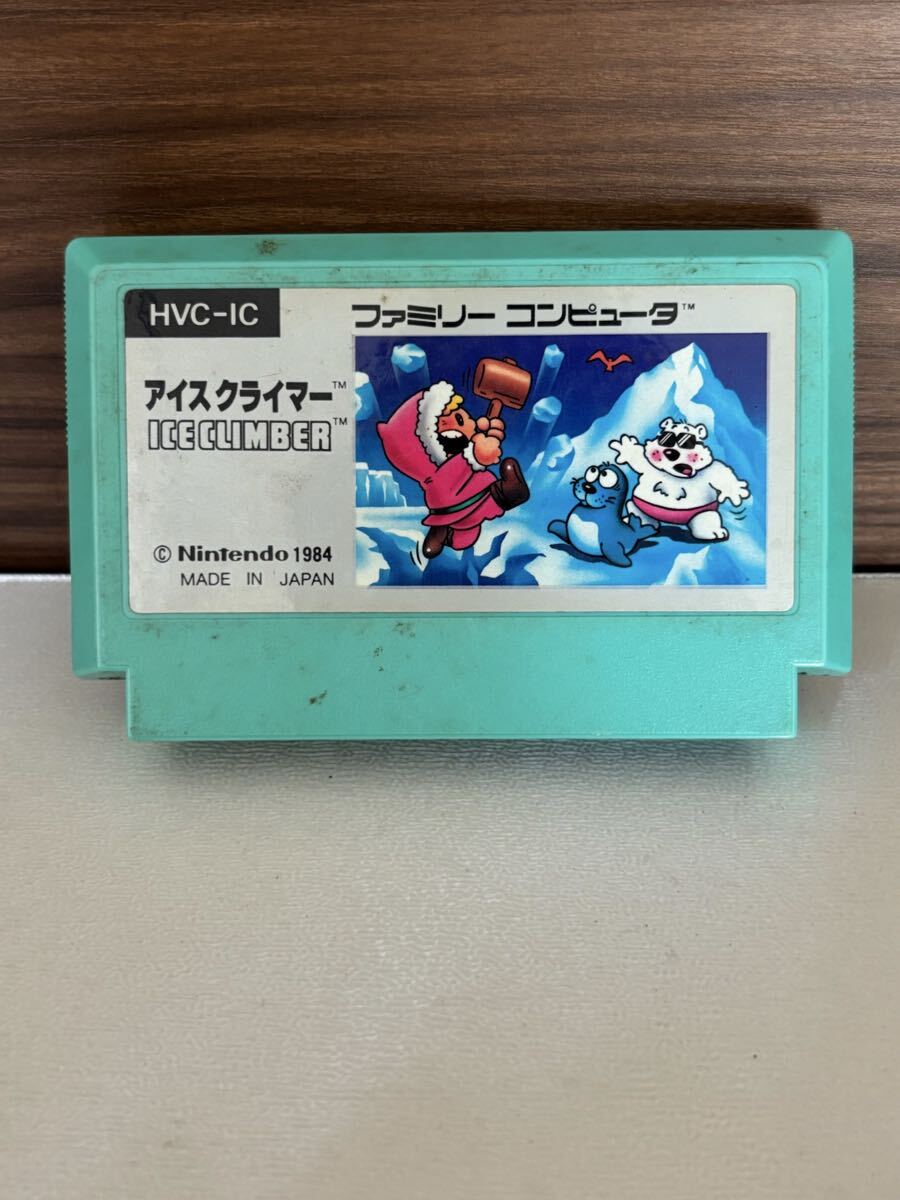 HVC-IC
ファミリー コンピュータ™
アイスクライマー™
ICE CLIMBER™
© Nintendo 1984
MADE IN JAPAN